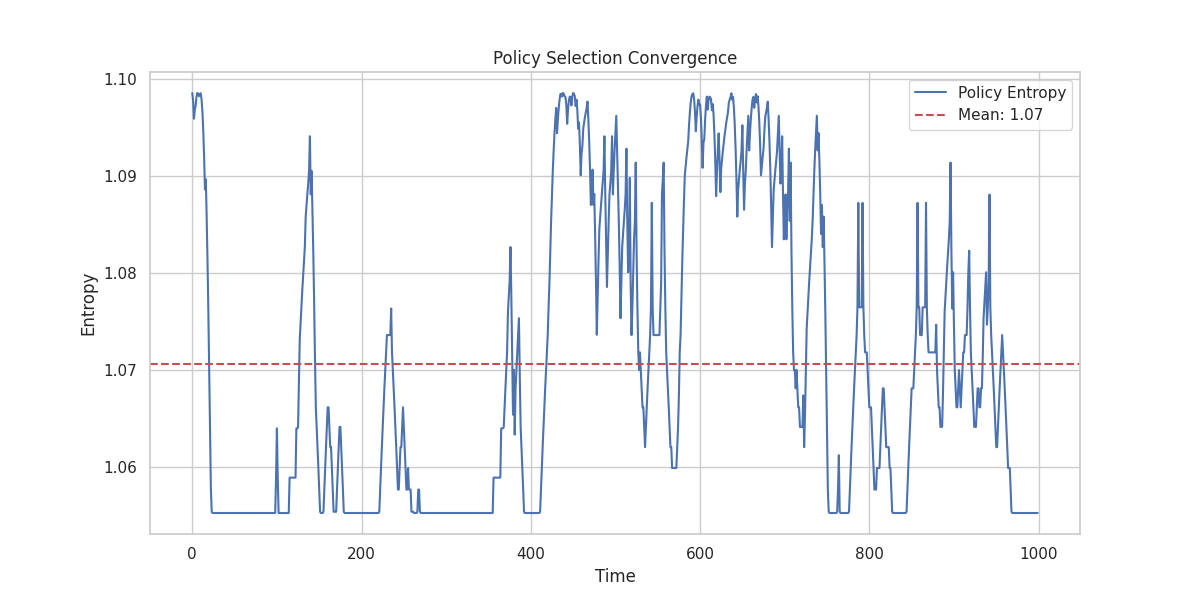 Policy Selection Convergence
1.10
1.09
1.08
1.07
1.06
Entropy
Policy Entropy
Mean: 1.07
0
200
400
600
800
1000
Time